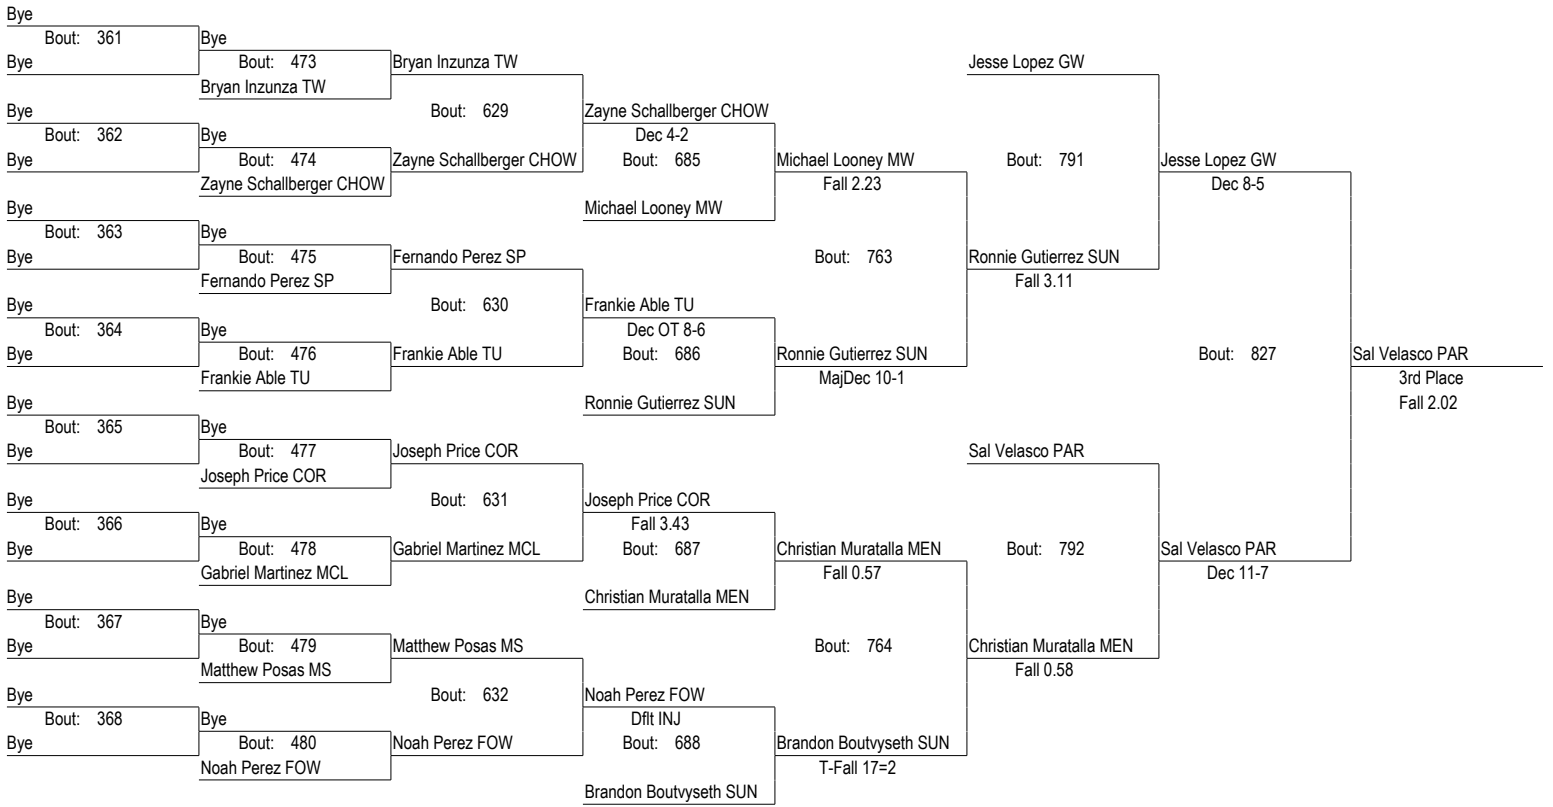 Bye
Bout: 361 Bye
Bye Bout: 473 Bryan Inzunza TW Jesse Lopez GW
Bryan Inzunza TW
Bye Bout: 629 Zayne Schallberger CHOW
Bout: 362 Bye Dec 4-2
Bye Bout: 474 Zayne Schallberger CHOW Bout: 685 Michael Looney MW Bout: 791 Jesse Lopez GW
Zayne Schallberger CHOW Fall 2.23 Dec 8-5
Bye Michael Looney MW
Bout: 363 Bye
Bye Bout: 475 Fernando Perez SP Bout: 763 Ronnie Gutierrez SUN
Fernando Perez SP Fall 3.11
Bye Bout: 630 Frankie Able TU
Bout: 364 Bye Dec OT 8-6
Bye Bout: 476 Frankie Able TU Bout: 686 Ronnie Gutierrez SUN Bout: 827 Sal Velasco PAR
Frankie Able TU MajDec 10-1 3rd Place
Bye Ronnie Gutierrez SUN Fall 2.02
Bout: 365 Bye
Bye Bout: 477 Joseph Price COR Sal Velasco PAR
Joseph Price COR
Bye Bout: 631 Joseph Price COR
Bout: 366 Bye Fall 3.43
Bye Bout: 478 Gabriel Martinez MCL Bout: 687 Christian Muratalla MEN Bout: 792 Sal Velasco PAR
Gabriel Martinez MCL Fall 0.57 Dec 11-7
Bye Christian Muratalla MEN
Bout: 367 Bye
Bye Bout: 479 Matthew Posas MS Bout: 764 Christian Muratalla MEN
Matthew Posas MS Fall 0.58
Bye Bout: 632 Noah Perez FOW
Bout: 368 Bye Dflt INJ
Bye Bout: 480 Noah Perez FOW Bout: 688 Brandon Boutvyseth SUN
Noah Perez FOW T-Fall 17=2
Brandon Boutvyseth SUN